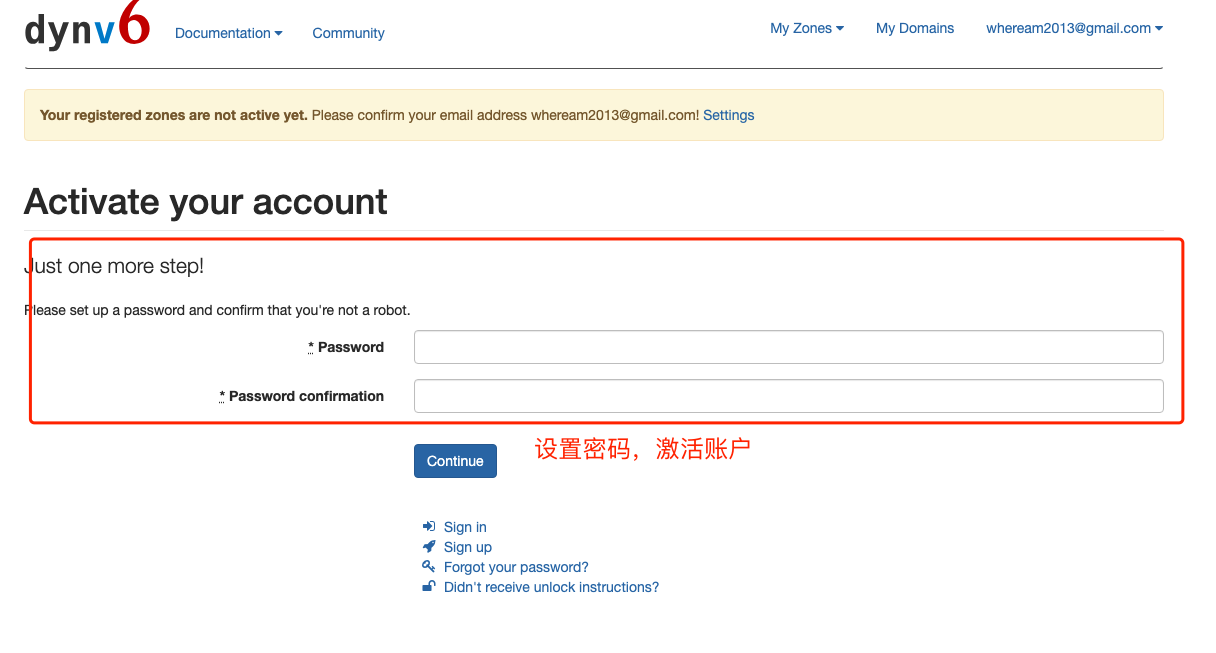 dynv6 Documentation Community My Zones My Domains wheream2013@gmail.com
Your registered zones are not active yet. Please confirm your email address wheream2013@gmail.com! Settings
Activate your account
Just one more step!
Please set up a password and confirm that you're not a robot.
* Password
* Password confirmation
Continue
设置密码，激活账户
Sign in
Sign up
Forgot your password?
Didn't receive unlock instructions?